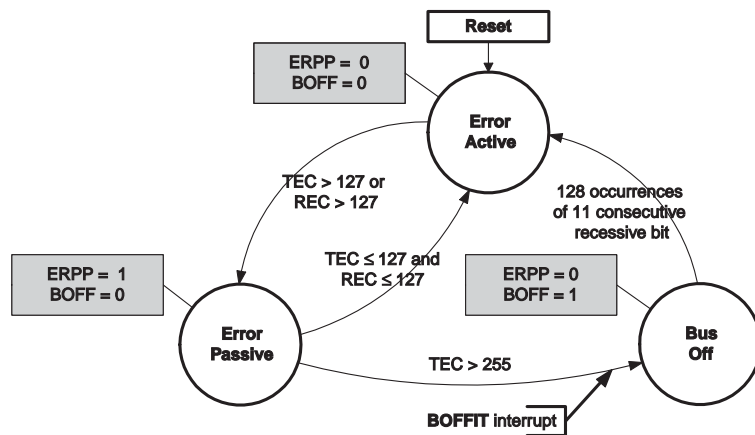 Reset
ERPP = 0
BOFF = 0
Error
Active
TEC > 127 or
REC > 127
128 occurrences
of 11 consecutive
recessive bit
TEC ≤ 127 and
REC ≤ 127
ERPP = 1
BOFF = 0
ERPP = 0
BOFF = 1
Error
Passive
Bus
Off
TEC > 255
BOFFIT interrupt